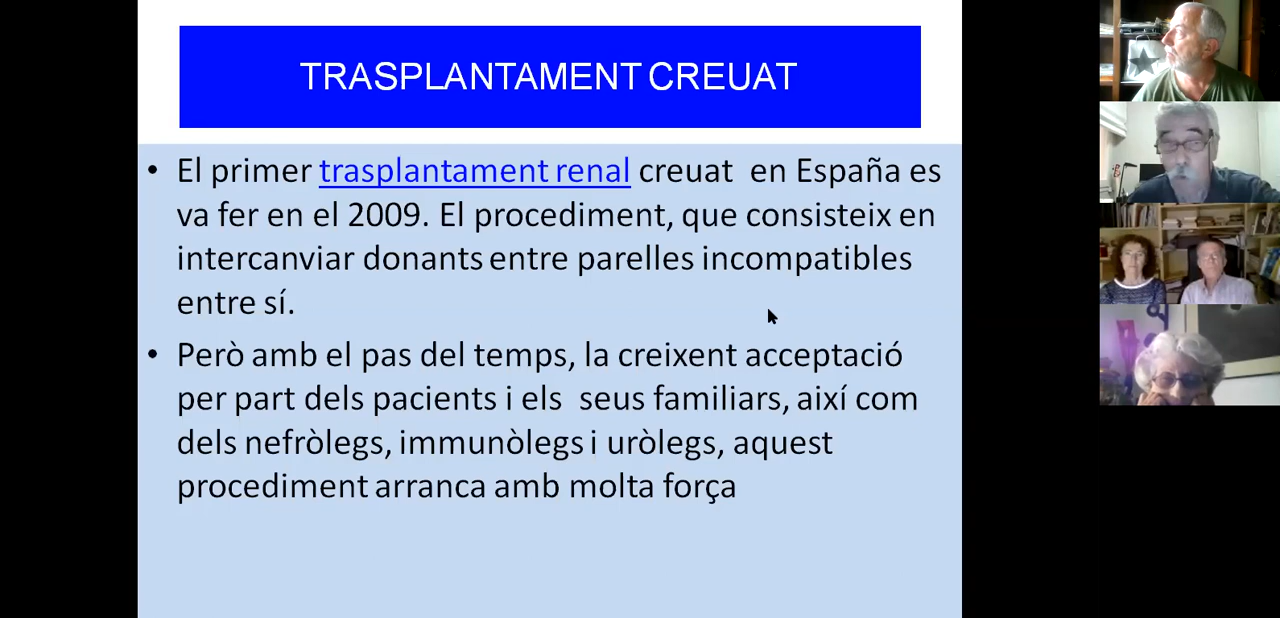 TRASPLANTAMENT CREUAT
• El primer trasplantament renal creuat en España es
va fer en el 2009. El procediment, que consisteix en
intercanviar donants entre parelles incompatibles
entre sí.
• Però amb el pas del temps, la creixent acceptació
per part dels pacients i els seus familiars, així com
dels nefròlegs, immunòlegs i uròlegs, aquest
procediment arranca amb molta força